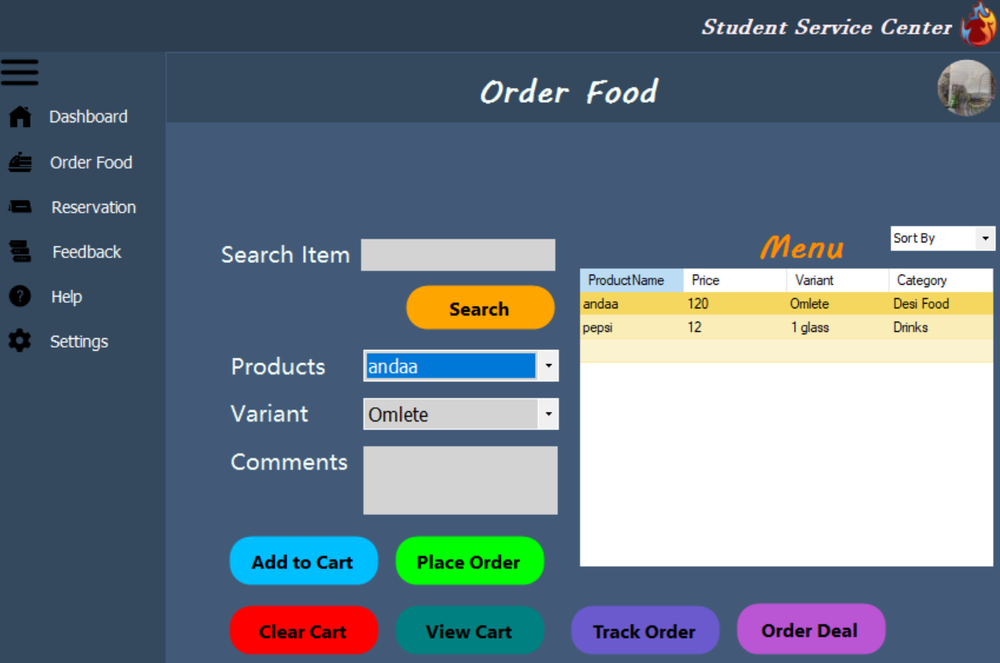 Student Service Center
Order Food
Dashboard
Order Food
Reservation
Feedback
Help
Settings
Search Item
Search
Products andaa
Variant Omlete
Comments
Add to Cart Place Order
Clear Cart View Cart Track Order Order Deal
Menu Sort By
ProductName Price Variant Category
andaa 120 Omlete Desi Food
pepsi 12 1 glass Drinks